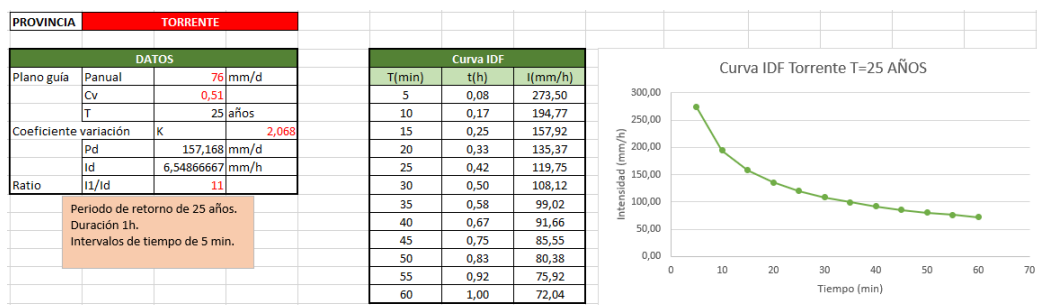 PROVINCIA TORRENTE
DATOS
Plano guía Panual 76 mm/d
Cv 0,51
T 25 años
Coeficiente variación K 2,068
Pd 157,168 mm/d
Id 6,54866667 mm/h
Ratio I1/Id 11
Periodo de retorno de 25 años.
Duración 1h.
Intervalos de tiempo de 5 min.
Curva IDF
T(min) t(h) I(mm/h)
5 0,08 273,50
10 0,17 194,77
15 0,25 157,92
20 0,33 135,37
25 0,42 119,75
30 0,50 108,12
35 0,58 99,02
40 0,67 91,66
45 0,75 85,55
50 0,83 80,38
55 0,92 75,92
60 1,00 72,04
Curva IDF Torrente T=25 AÑOS
Intensidad (mm/h)
300,00
250,00
200,00
150,00
100,00
50,00
0,00
0 10 20 30 40 50 60 70
Tiempo (min)